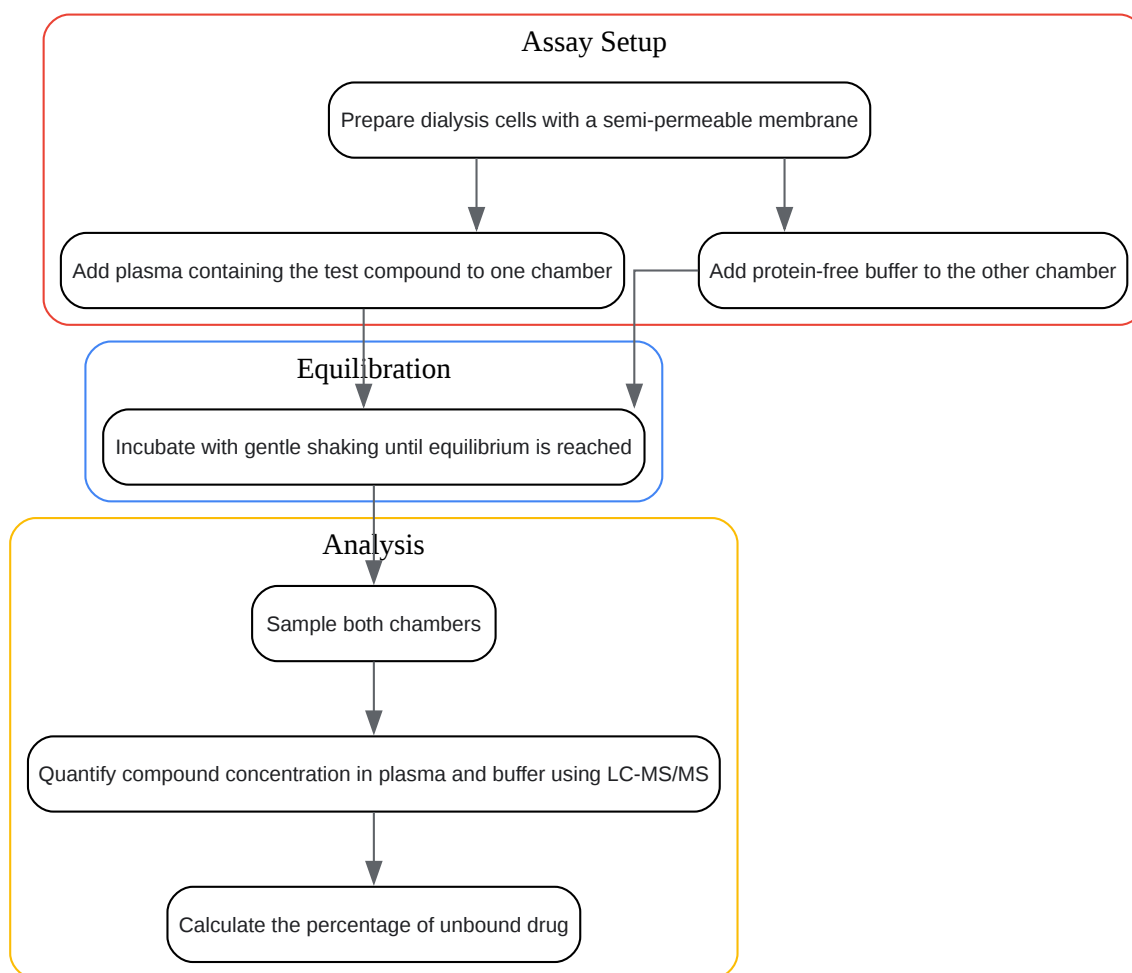 Assay Setup
Prepare dialysis cells with a semi-permeable membrane
Add plasma containing the test compound to one chamber
Add protein-free buffer to the other chamber
Equilibration
Incubate with gentle shaking until equilibrium is reached
Analysis
Sample both chambers
Quantify compound concentration in plasma and buffer using LC-MS/MS
Calculate the percentage of unbound drug